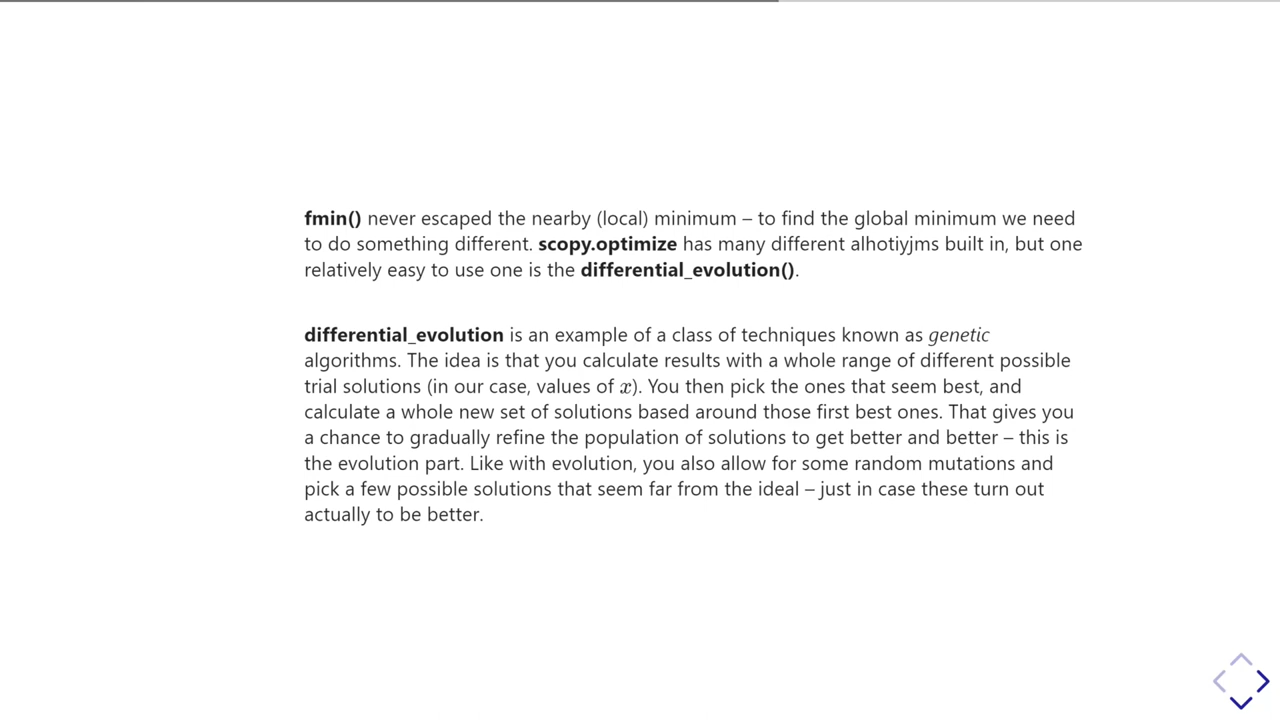 fmin() never escaped the nearby (local) minimum – to find the global minimum we need
to do something different. scopy.optimize has many different alhotiyjms built in, but one
relatively easy to use one is the differential_evolution().
differential_evolution is an example of a class of techniques known as genetic
algorithms. The idea is that you calculate results with a whole range of different possible
trial solutions (in our case, values of x). You then pick the ones that seem best, and
calculate a whole new set of solutions based around those first best ones. That gives you
a chance to gradually refine the population of solutions to get better and better – this is
the evolution part. Like with evolution, you also allow for some random mutations and
pick a few possible solutions that seem far from the ideal – just in case these turn out
actually to be better.